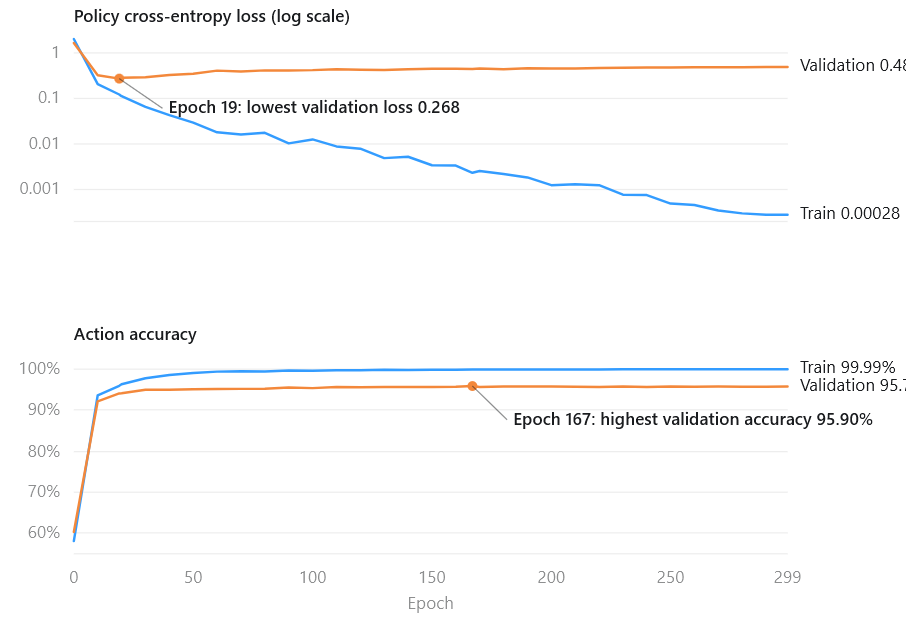 Policy cross-entropy loss (log scale)
1
Validation 0.48
0.1
Epoch 19: lowest validation loss 0.268
0.01
0.001
Train 0.00028
Action accuracy
100%
Train 99.99%
Validation 95.7
90%
Epoch 167: highest validation accuracy 95.90%
80%
70%
60%
0 50 100 150 200 250 299
Epoch